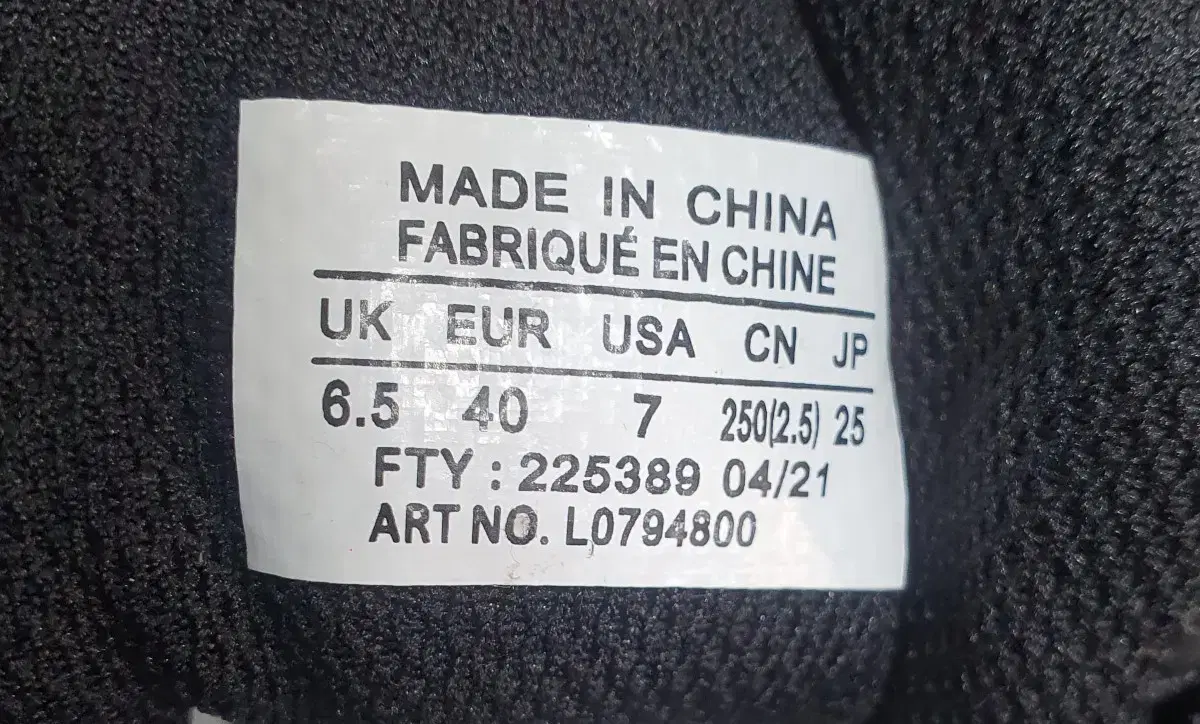 MADE IN CHINA
FABRIQUÉ EN CHINE
UK EUR USA CN JP
6.5 40 7 250(2.5) 25
FTY : 225389 04/21
ART NO. L0794800